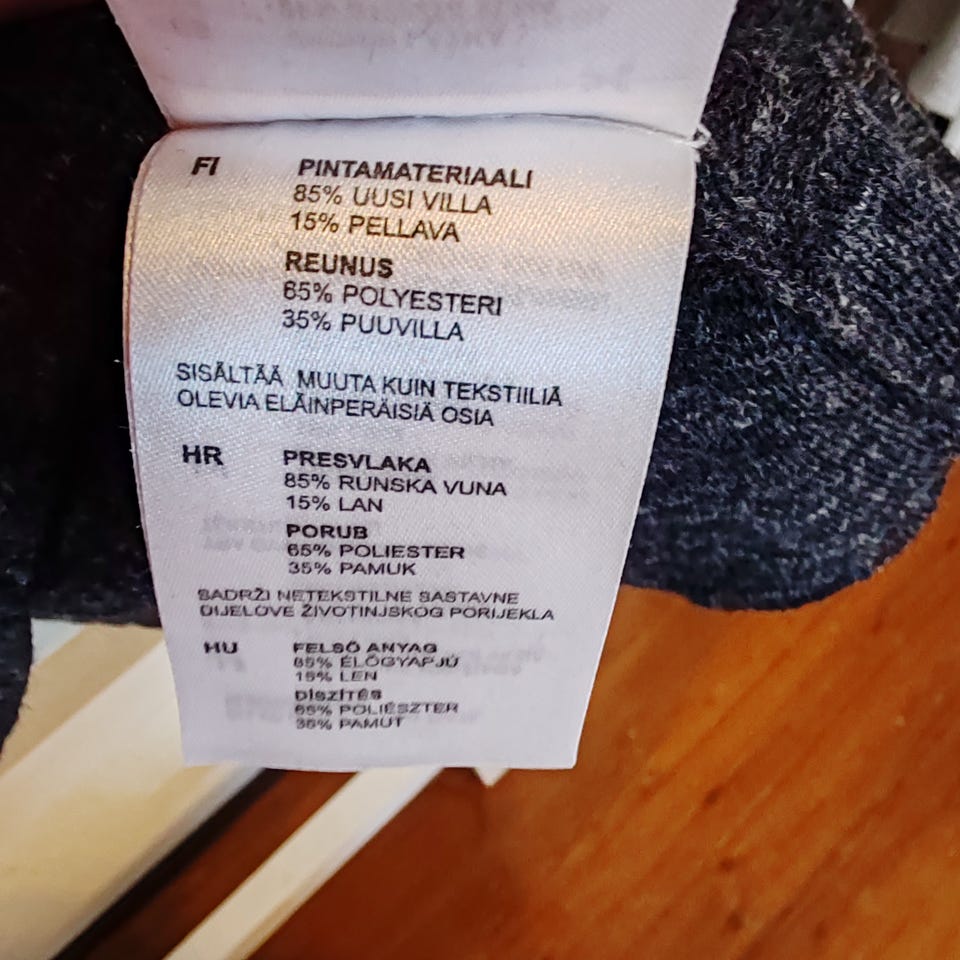 FI PINTAMATERIAALI
85% UUSI VILLA
15% PELLAVA
REUNUS
65% POLYESTERI
35% PUUVILLA
SISÄLTÄÄ MUUTA KUIN TEKSTIILIÄ
OLEVIA ELÄINPERÄISIÄ OSIA
HR PRESVLAKA
85% RUNSKA VUNA
15% LAN
PORUB
65% POLIESTER
35% PAMUK
SADRŽI NETEKSTILNE SASTAVNE
DIJELOVE ŽIVOTINJSKOG PORIJEKLA
HU FELSŐ ANYAG
85% ÉLŐGYAPJÚ
15% LEN
DÍSZÍTÉS
65% POLIÉSZTER
35% PAMUT